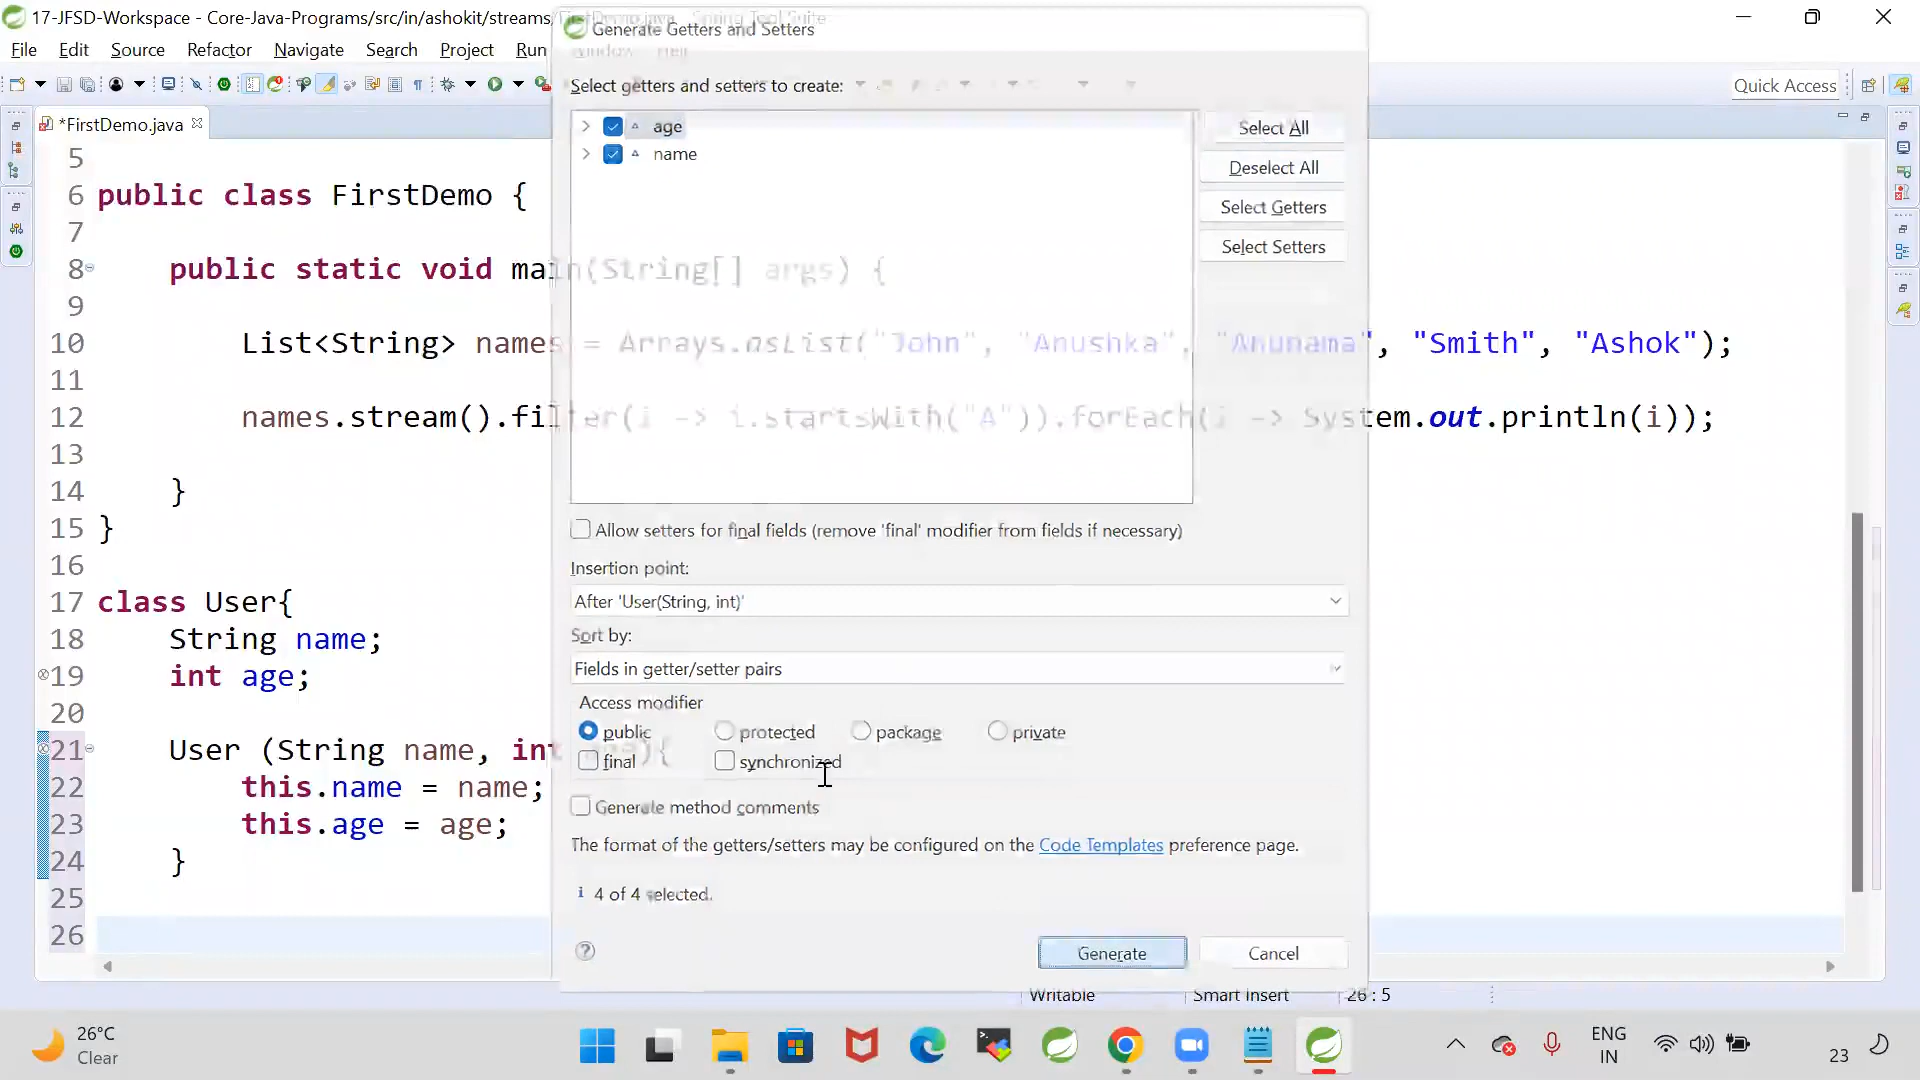 17-JFSD-Workspace - Core-Java-Programs/src/in/ashokit/streams/FirstDemo.java - Spring Tool Suite
File Edit Source Refactor Navigate Search Project Run Window Help
Quick Access
*FirstDemo.java
5
6 public class FirstDemo {
7
8 public static void main(String[] args) {
9
10 List<String> names = Arrays.asList("John", "Anushka", "Anupama", "Smith", "Ashok");
11
12 names.stream().filter(i -> i.startsWith("A")).forEach(i -> System.out.println(i));
13
14 }
15 }
16
17 class User{
18 String name;
19 int age;
20
21 User (String name, int age){
22 this.name = name;
23 this.age = age;
24 }
25
26
Generate Getters and Setters
Select getters and setters to create:
age
name
Select All
Deselect All
Select Getters
Select Setters
Allow setters for final fields (remove 'final' modifier from fields if necessary)
Insertion point:
After 'User(String, int)'
Sort by:
Fields in getter/setter pairs
Access modifier
public protected package private
final synchronized
Generate method comments
The format of the getters/setters may be configured on the Code Templates preference page.
4 of 4 selected.
Generate Cancel
Writable Smart Insert 26 : 5
26°C
Clear
ENG
IN
23